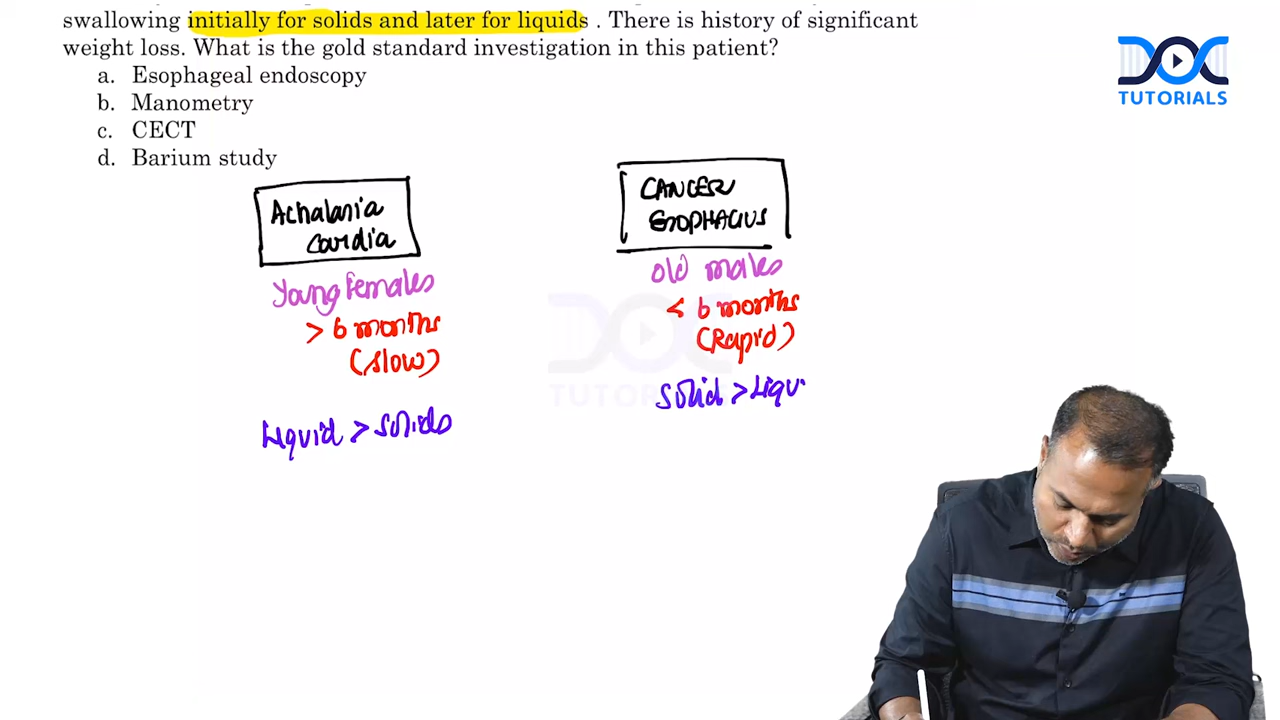 swallowing initially for solids and later for liquids . There is history of significant
weight loss. What is the gold standard investigation in this patient?
a. Esophageal endoscopy
b. Manometry
c. CECT
d. Barium study
DOC
TUTORIALS
Achalasia
cardia
Young Females
> 6 months
(slow)
Liquid > Solids
CANCER
ESOPHAGUS
old males
< 6 months
(Rapid)
Solid > Liqu
DOC
TUTORIALS